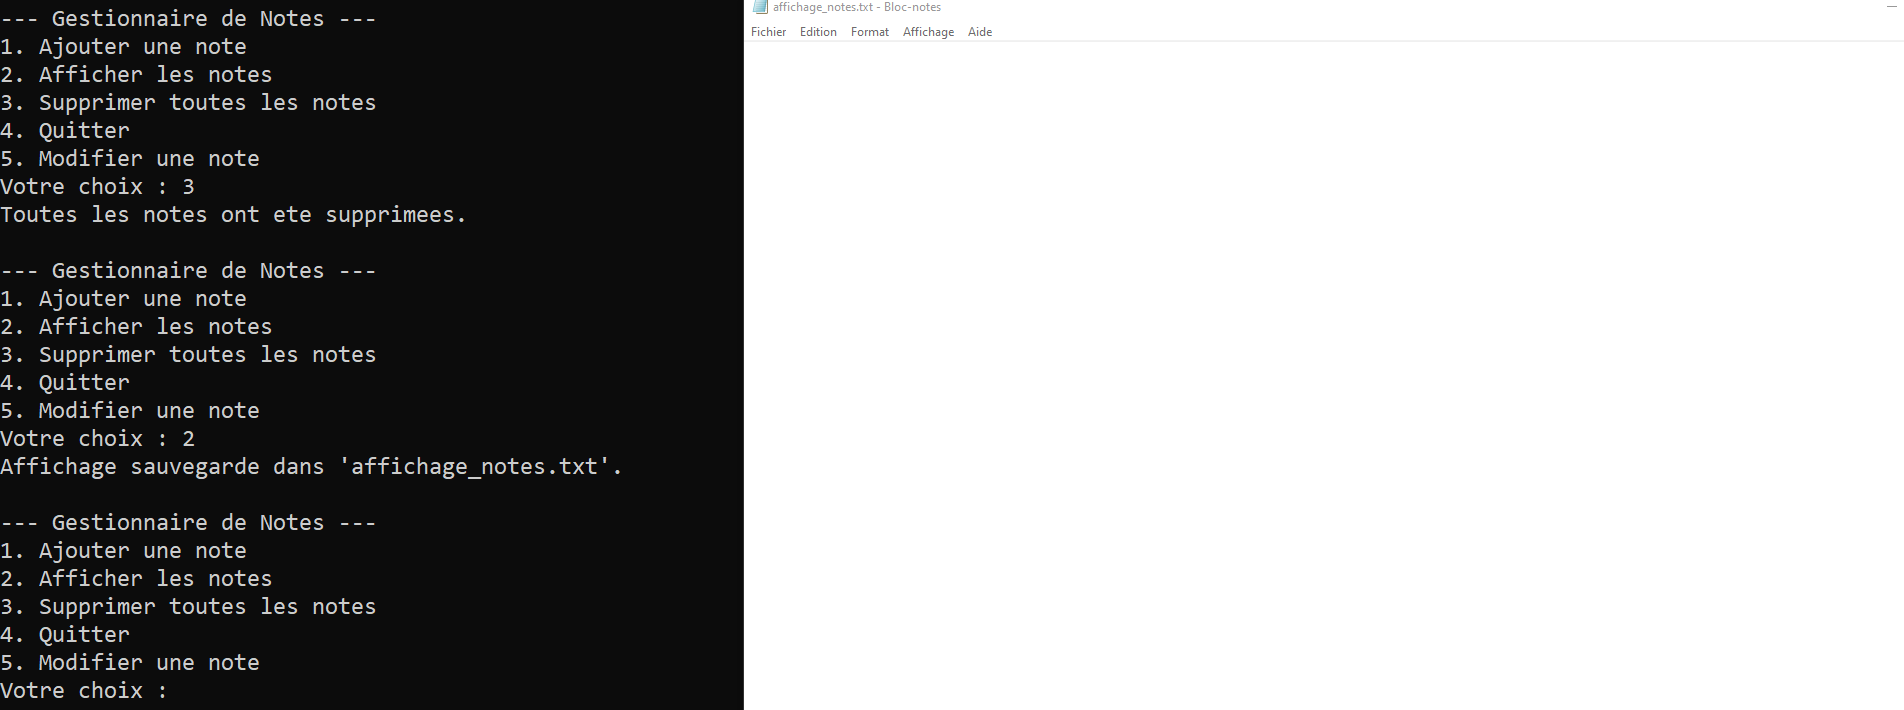 --- Gestionnaire de Notes ---
1. Ajouter une note
2. Afficher les notes
3. Supprimer toutes les notes
4. Quitter
5. Modifier une note
Votre choix : 3
Toutes les notes ont ete supprimees.
--- Gestionnaire de Notes ---
1. Ajouter une note
2. Afficher les notes
3. Supprimer toutes les notes
4. Quitter
5. Modifier une note
Votre choix : 2
Affichage sauvegarde dans 'affichage_notes.txt'.
--- Gestionnaire de Notes ---
1. Ajouter une note
2. Afficher les notes
3. Supprimer toutes les notes
4. Quitter
5. Modifier une note
Votre choix :
affichage_notes.txt - Bloc-notes
Fichier Edition Format Affichage Aide